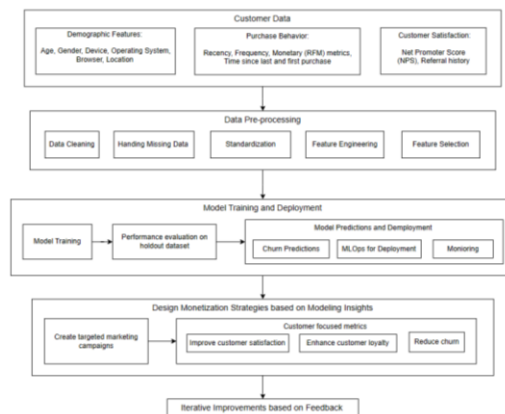 Customer Data
Demographic Features:
Age, Gender, Device, Operating System,
Browser, Location
Purchase Behavior:
Recency, Frequency, Monetary (RFM) metrics,
Time since last and first purchase
Customer Satisfaction:
Net Promoter Score
(NPS), Referral history
Data Pre-processing
Data Cleaning
Handing Missing Data
Standardization
Feature Engineering
Feature Selection
Model Training and Deployment
Model Training
Performance evaluation on
holdout dataset
Model Predictions and Demployment
Churn Predictions
MLOps for Deployment
Monioring
Design Monetization Strategies based on Modeling Insights
Create targeted marketing
campaigns
Customer focused metrics
Improve customer satisfaction
Enhance customer loyalty
Reduce churn
Iterative Improvements based on Feedback